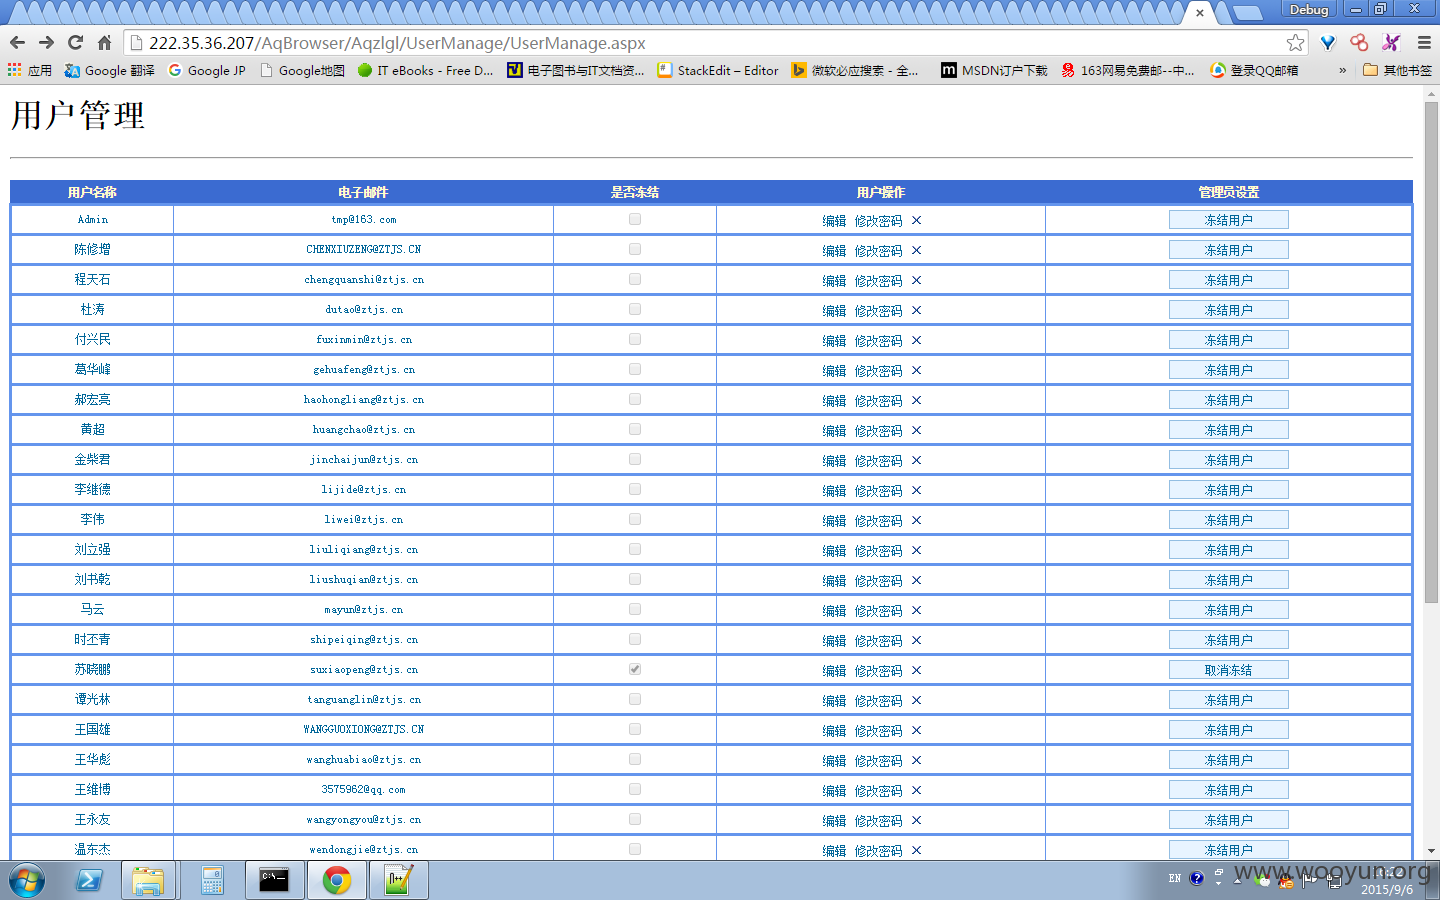 Debug
222.35.36.207/AqBrowser/Aqzlgl/UserManage/UserManage.aspx
应用 Google 翻译 Google JP Google地图 IT eBooks - Free D... 电子图书与IT文档资... StackEdit – Editor 微软必应搜索 - 全... MSDN订户下载 163网易免费邮--中... 登录QQ邮箱 » 其他书签
用户管理
用户名称 电子邮件 是否冻结 用户操作 管理员设置
Admin tmp@163.com 编辑 修改密码 冻结用户
陈修增 CHENXIUZENG@ZTJS.CN 编辑 修改密码 冻结用户
程天石 chengquanshi@ztjs.cn 编辑 修改密码 冻结用户
杜涛 dutao@ztjs.cn 编辑 修改密码 冻结用户
付兴民 fuxinmin@ztjs.cn 编辑 修改密码 冻结用户
葛华峰 gehuafeng@ztjs.cn 编辑 修改密码 冻结用户
郝宏亮 haohongliang@ztjs.cn 编辑 修改密码 冻结用户
黄超 huangchao@ztjs.cn 编辑 修改密码 冻结用户
金柴君 jinchaijun@ztjs.cn 编辑 修改密码 冻结用户
李继德 lijide@ztjs.cn 编辑 修改密码 冻结用户
李伟 liwei@ztjs.cn 编辑 修改密码 冻结用户
刘立强 liuliqiang@ztjs.cn 编辑 修改密码 冻结用户
刘书乾 liushuqian@ztjs.cn 编辑 修改密码 冻结用户
马云 mayun@ztjs.cn 编辑 修改密码 冻结用户
时丕青 shipeiqing@ztjs.cn 编辑 修改密码 冻结用户
苏晓鹏 suxiaopeng@ztjs.cn 编辑 修改密码 取消冻结
谭光林 tanguanglin@ztjs.cn 编辑 修改密码 冻结用户
王国雄 WANGGUOXIONG@ZTJS.CN 编辑 修改密码 冻结用户
王华彪 wanghuabiao@ztjs.cn 编辑 修改密码 冻结用户
王维博 3575962@qq.com 编辑 修改密码 冻结用户
王永友 wangyongyou@ztjs.cn 编辑 修改密码 冻结用户
温东杰 wendongjie@ztjs.cn 编辑 修改密码 冻结用户
EN
www.wooyun.org
2015/9/6